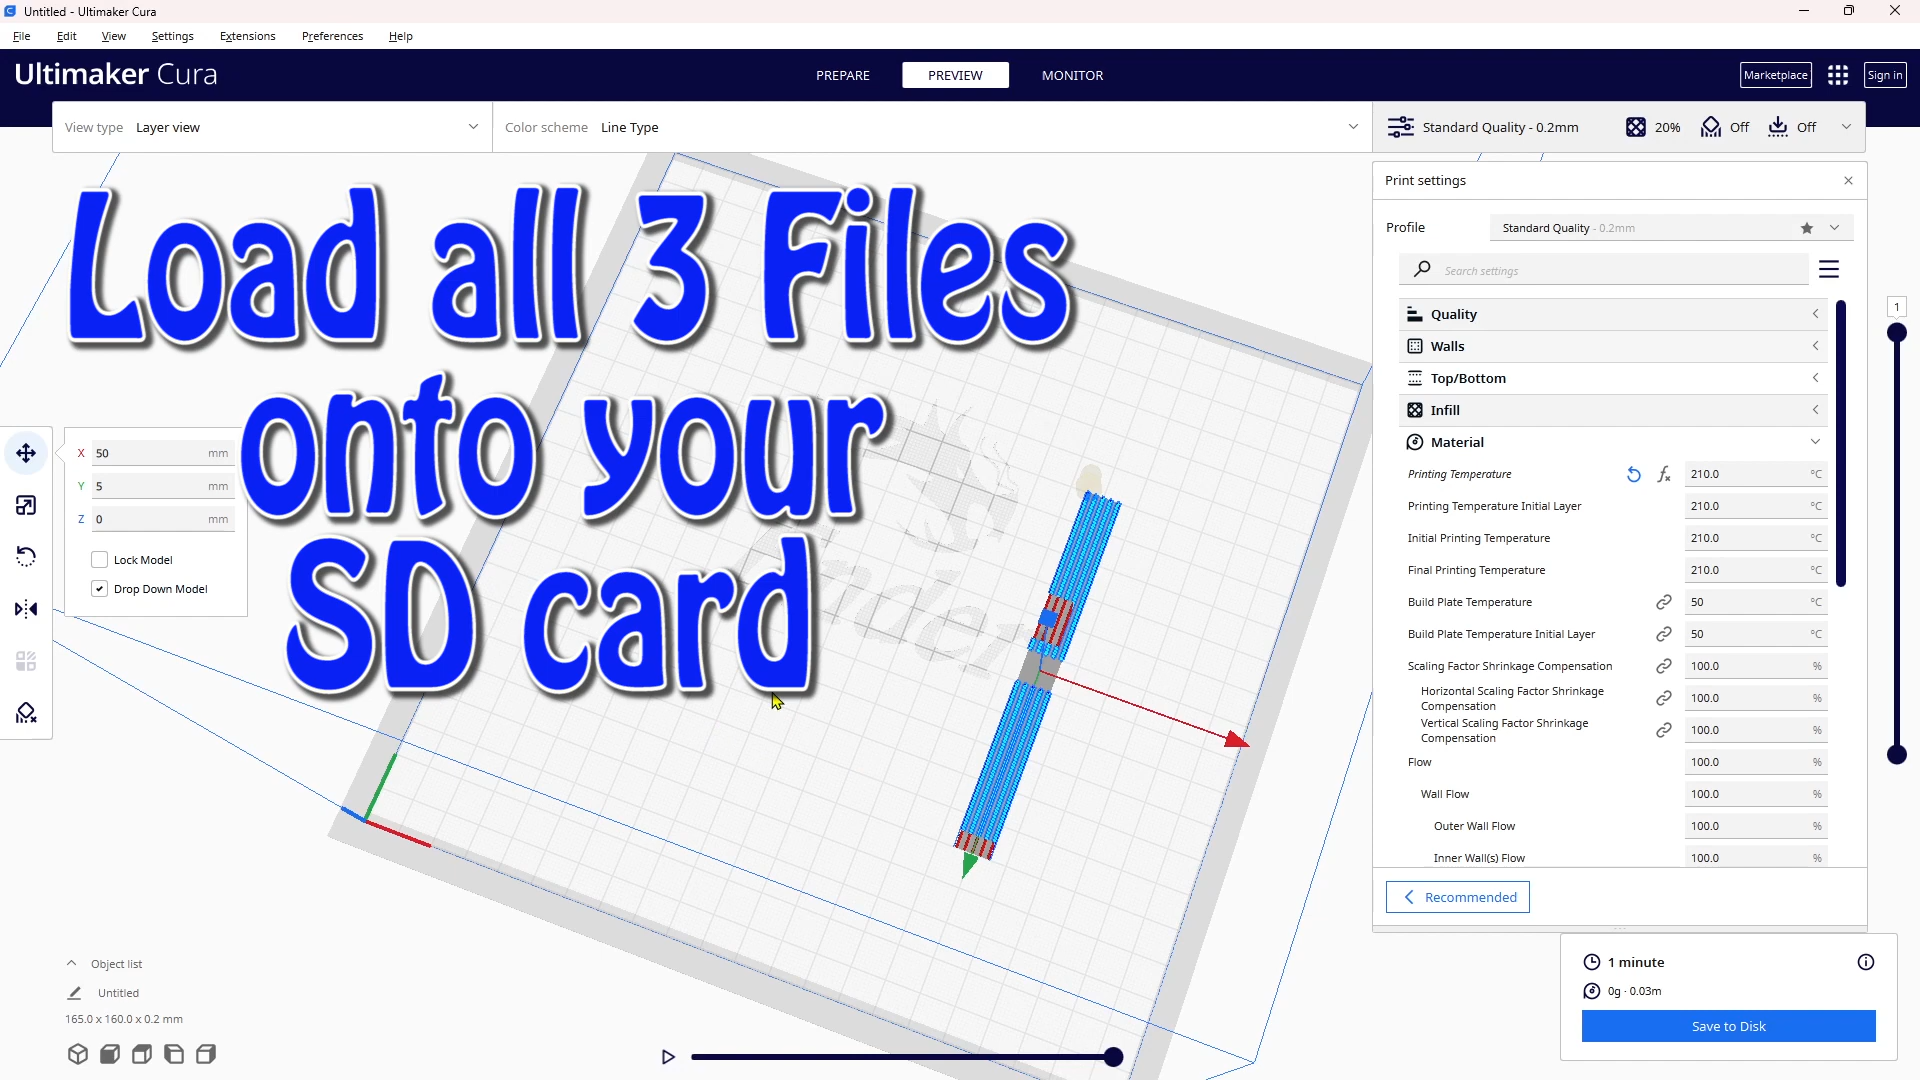 Untitled - Ultimaker Cura
File Edit View Settings Extensions Preferences Help
Ultimaker Cura
PREPARE PREVIEW MONITOR
Marketplace Sign in
View type Layer view
Color scheme Line Type
Standard Quality - 0.2mm 20% Off Off
Load all 3 Files
onto your
SD card
X 50 mm
Y 5 mm
Z 0 mm
Lock Model
Drop Down Model
ender
Print settings
Profile Standard Quality - 0.2mm
Search settings
Quality
Walls
Top/Bottom
Infill
Material
Printing Temperature 210.0 °C
Printing Temperature Initial Layer 210.0 °C
Initial Printing Temperature 210.0 °C
Final Printing Temperature 210.0 °C
Build Plate Temperature 50 °C
Build Plate Temperature Initial Layer 50 °C
Scaling Factor Shrinkage Compensation 100.0 %
Horizontal Scaling Factor Shrinkage
Compensation 100.0 %
Vertical Scaling Factor Shrinkage
Compensation 100.0 %
Flow 100.0 %
Wall Flow 100.0 %
Outer Wall Flow 100.0 %
Inner Wall(s) Flow 100.0 %
Recommended
1
Object list
Untitled
165.0 x 160.0 x 0.2 mm
1 minute
0g · 0.03m
Save to Disk